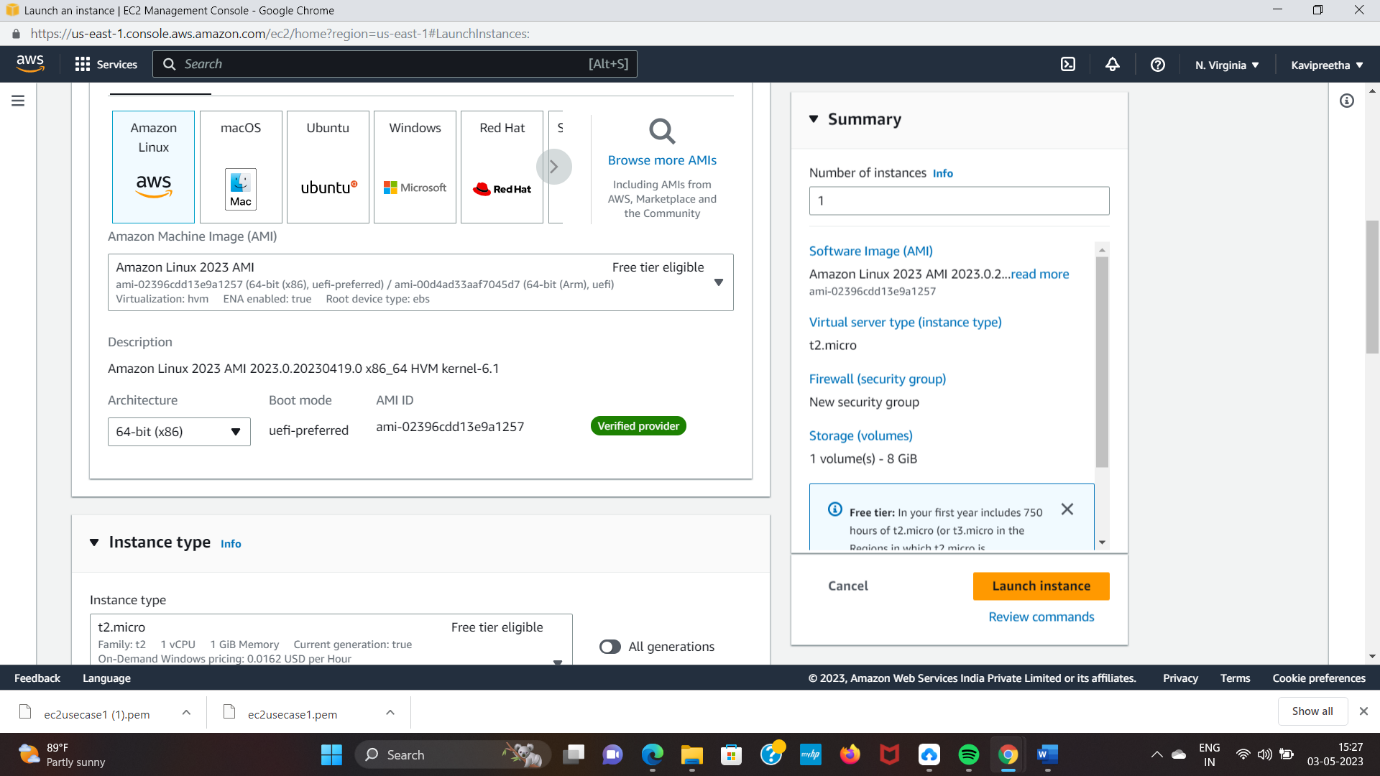 Launch an instance | EC2 Management Console - Google Chrome
https://us-east-1.console.aws.amazon.com/ec2/home?region=us-east-1#LaunchInstances:
aws
Services
Search
[Alt+S]
N. Virginia
Kavipreetha
Amazon
Linux
aws
macOS
Mac
Ubuntu
ubuntu
Windows
Microsoft
Red Hat
Red Hat
S
Browse more AMIs
Including AMIs from
AWS, Marketplace and
the Community
Amazon Machine Image (AMI)
Amazon Linux 2023 AMI
Free tier eligible
ami-02396cdd13e9a1257 (64-bit (x86), uefi-preferred) / ami-00d4ad33aaf7045d7 (64-bit (Arm), uefi)
Virtualization: hvm ENA enabled: true Root device type: ebs
Description
Amazon Linux 2023 AMI 2023.0.20230419.0 x86_64 HVM kernel-6.1
Architecture
Boot mode
AMI ID
64-bit (x86)
uefi-preferred
ami-02396cdd13e9a1257
Verified provider
Instance type Info
Instance type
t2.micro
Free tier eligible
Family: t2 1 vCPU 1 GiB Memory Current generation: true
On-Demand Windows pricing: 0.0162 USD per Hour
All generations
Summary
Number of instances Info
1
Software Image (AMI)
Amazon Linux 2023 AMI 2023.0.2...read more
ami-02396cdd13e9a1257
Virtual server type (instance type)
t2.micro
Firewall (security group)
New security group
Storage (volumes)
1 volume(s) - 8 GiB
Free tier: In your first year includes 750
hours of t2.micro (or t3.micro in the
Regions in which t2.micro is
Cancel
Launch instance
Review commands
Feedback
Language
© 2023, Amazon Web Services India Private Limited or its affiliates.
Privacy
Terms
Cookie preferences
ec2usecase1 (1).pem
ec2usecase1.pem
Show all
89°F
Partly sunny
Search
myhp
ENG
IN
15:27
03-05-2023